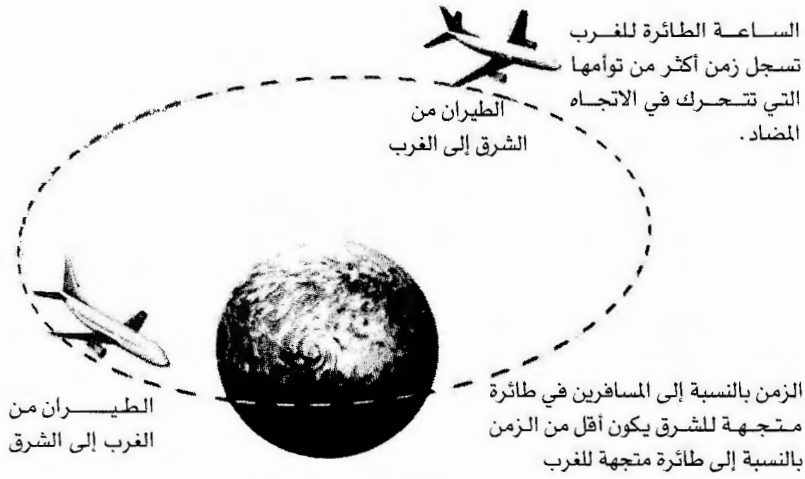 الساعة الطائرة للغرب
تسجل زمن أكثر من توأمها
التي تتحرك في الاتجاه
المضاد.
الطيران من
الشرق إلى الغرب
الطيران من
الغرب إلى الشرق
الزمن بالنسبة إلى المسافرين في طائرة
متجهة للشرق يكون أقل من الزمن
بالنسبة إلى طائرة متجهة للغرب